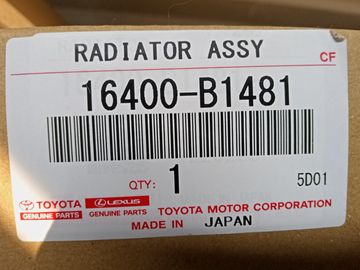 RADIATOR ASSY
CF
16400-B1481
QTY: 1
5D01
TOYOTA LEXUS
GENUINE PARTS GENUINE PARTS TOYOTA MOTOR CORPORATION
MADE IN JAPAN